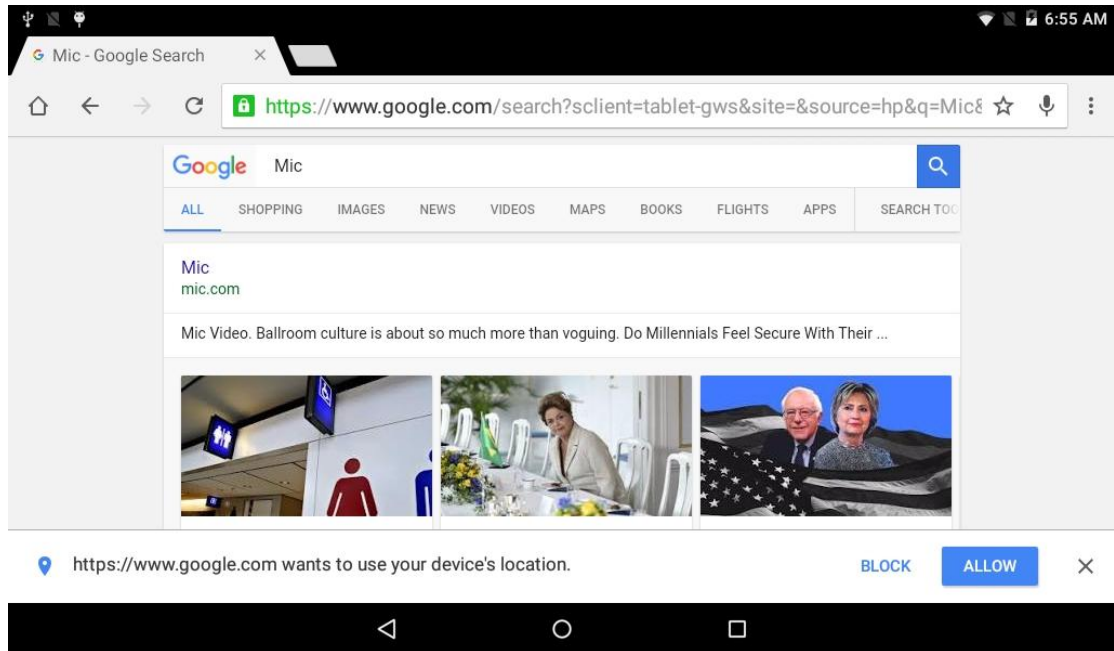 6:55 AM
Mic - Google Search
https://www.google.com/search?sclient=tablet-gws&site=&source=hp&q=Mic&
Google Mic
ALL SHOPPING IMAGES NEWS VIDEOS MAPS BOOKS FLIGHTS APPS SEARCH TOO
Mic
mic.com
Mic Video. Ballroom culture is about so much more than voguing. Do Millennials Feel Secure With Their ...
https://www.google.com wants to use your device's location. BLOCK ALLOW